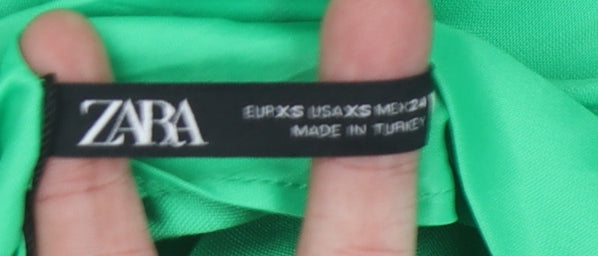 ZARA
EUR XS USA XS MEX 24
MADE IN TURKEY